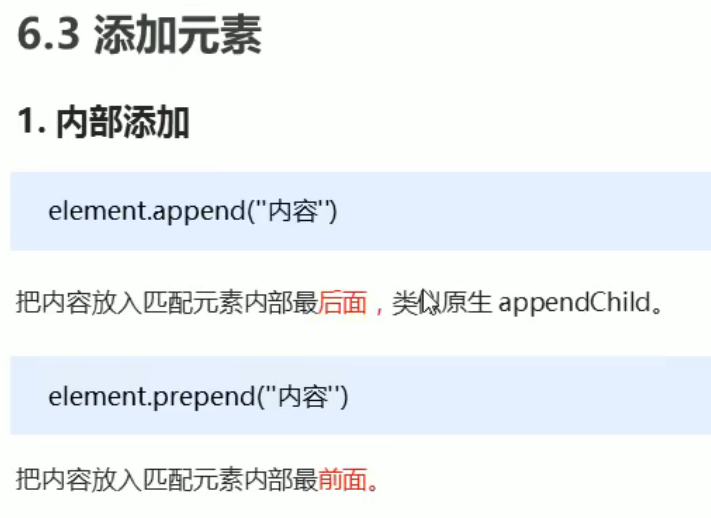 6.3 添加元素
1. 内部添加
element.append("内容")
把内容放入匹配元素内部最后面，类似原生 appendChild。
element.prepend("内容")
把内容放入匹配元素内部最前面。